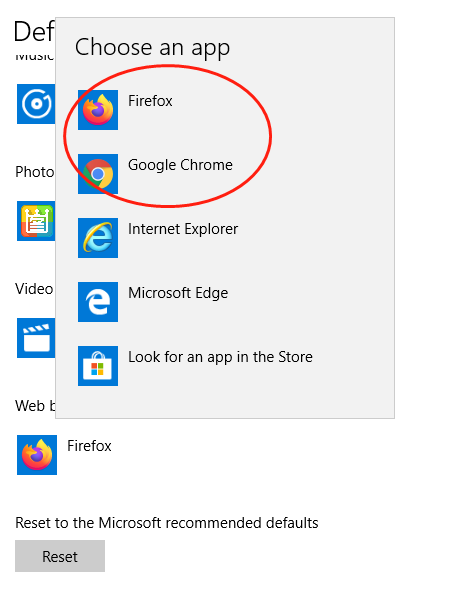 Def
Choose an app
Music
Firefox
Photo
Google Chrome
Internet Explorer
Video
Microsoft Edge
Look for an app in the Store
Web b
Firefox
Reset to the Microsoft recommended defaults
Reset